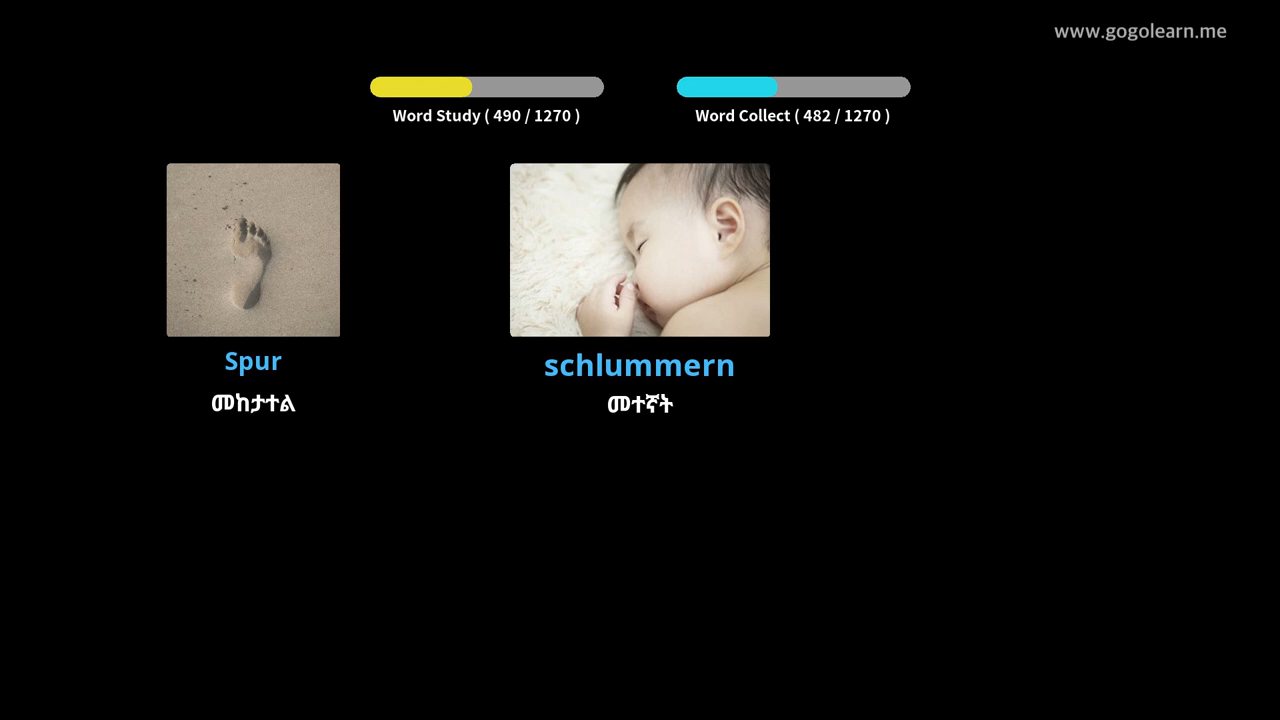 www.gogolearn.me
Word Study ( 490 / 1270 )
Word Collect ( 482 / 1270 )
Spur
መከታተል
schlummern
መተኛት